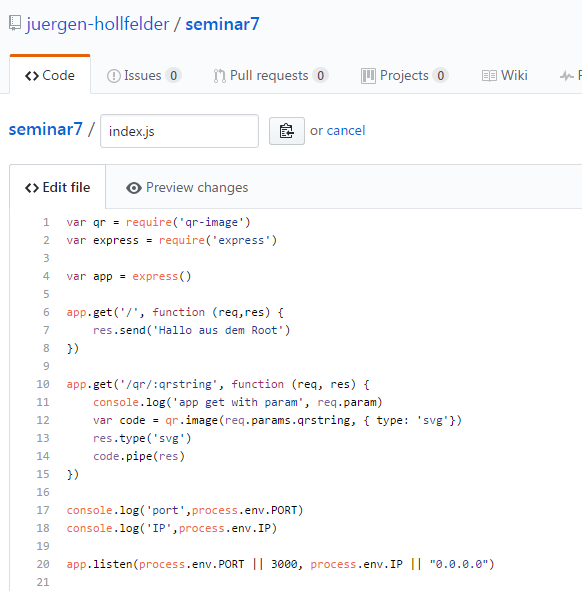 juergen-hollfelder / seminar7
Code Issues 0 Pull requests 0 Projects 0 Wiki
seminar7 / index.js or cancel
Edit file Preview changes
1 var qr = require('qr-image')
2 var express = require('express')
3
4 var app = express()
5
6 app.get('/', function (req,res) {
7 res.send('Hallo aus dem Root')
8 })
9
10 app.get('/qr/:qrstring', function (req, res) {
11 console.log('app get with param', req.param)
12 var code = qr.image(req.params.qrstring, { type: 'svg'})
13 res.type('svg')
14 code.pipe(res)
15 })
16
17 console.log('port',process.env.PORT)
18 console.log('IP',process.env.IP)
19
20 app.listen(process.env.PORT || 3000, process.env.IP || "0.0.0.0")
21